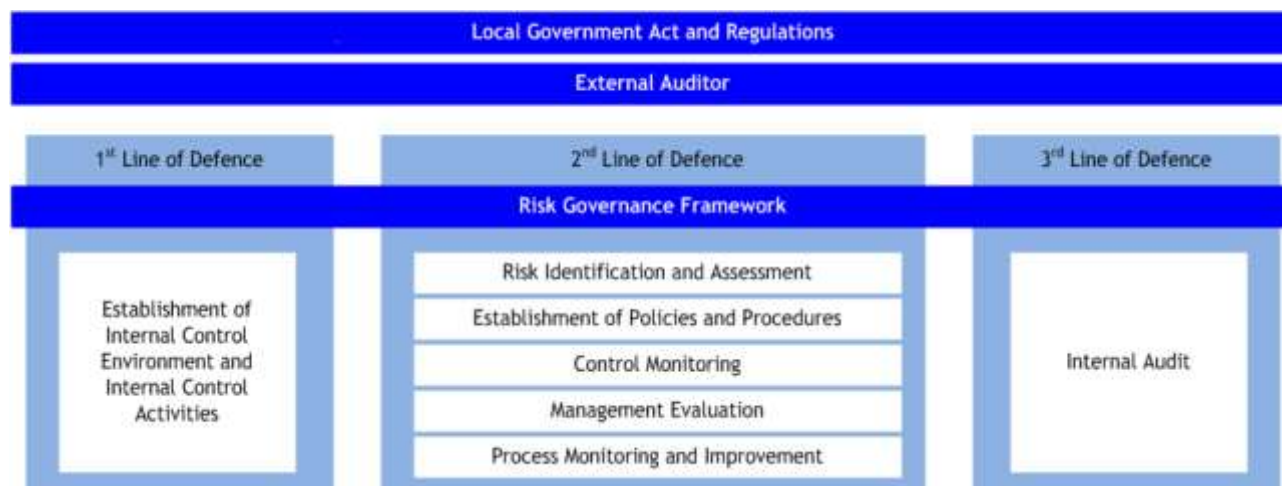 Local Government Act and Regulations
External Auditor
1st Line of Defence
2nd Line of Defence
3rd Line of Defence
Risk Governance Framework
Establishment of
Internal Control
Environment and
Internal Control
Activities
Risk Identification and Assessment
Establishment of Policies and Procedures
Control Monitoring
Management Evaluation
Process Monitoring and Improvement
Internal Audit